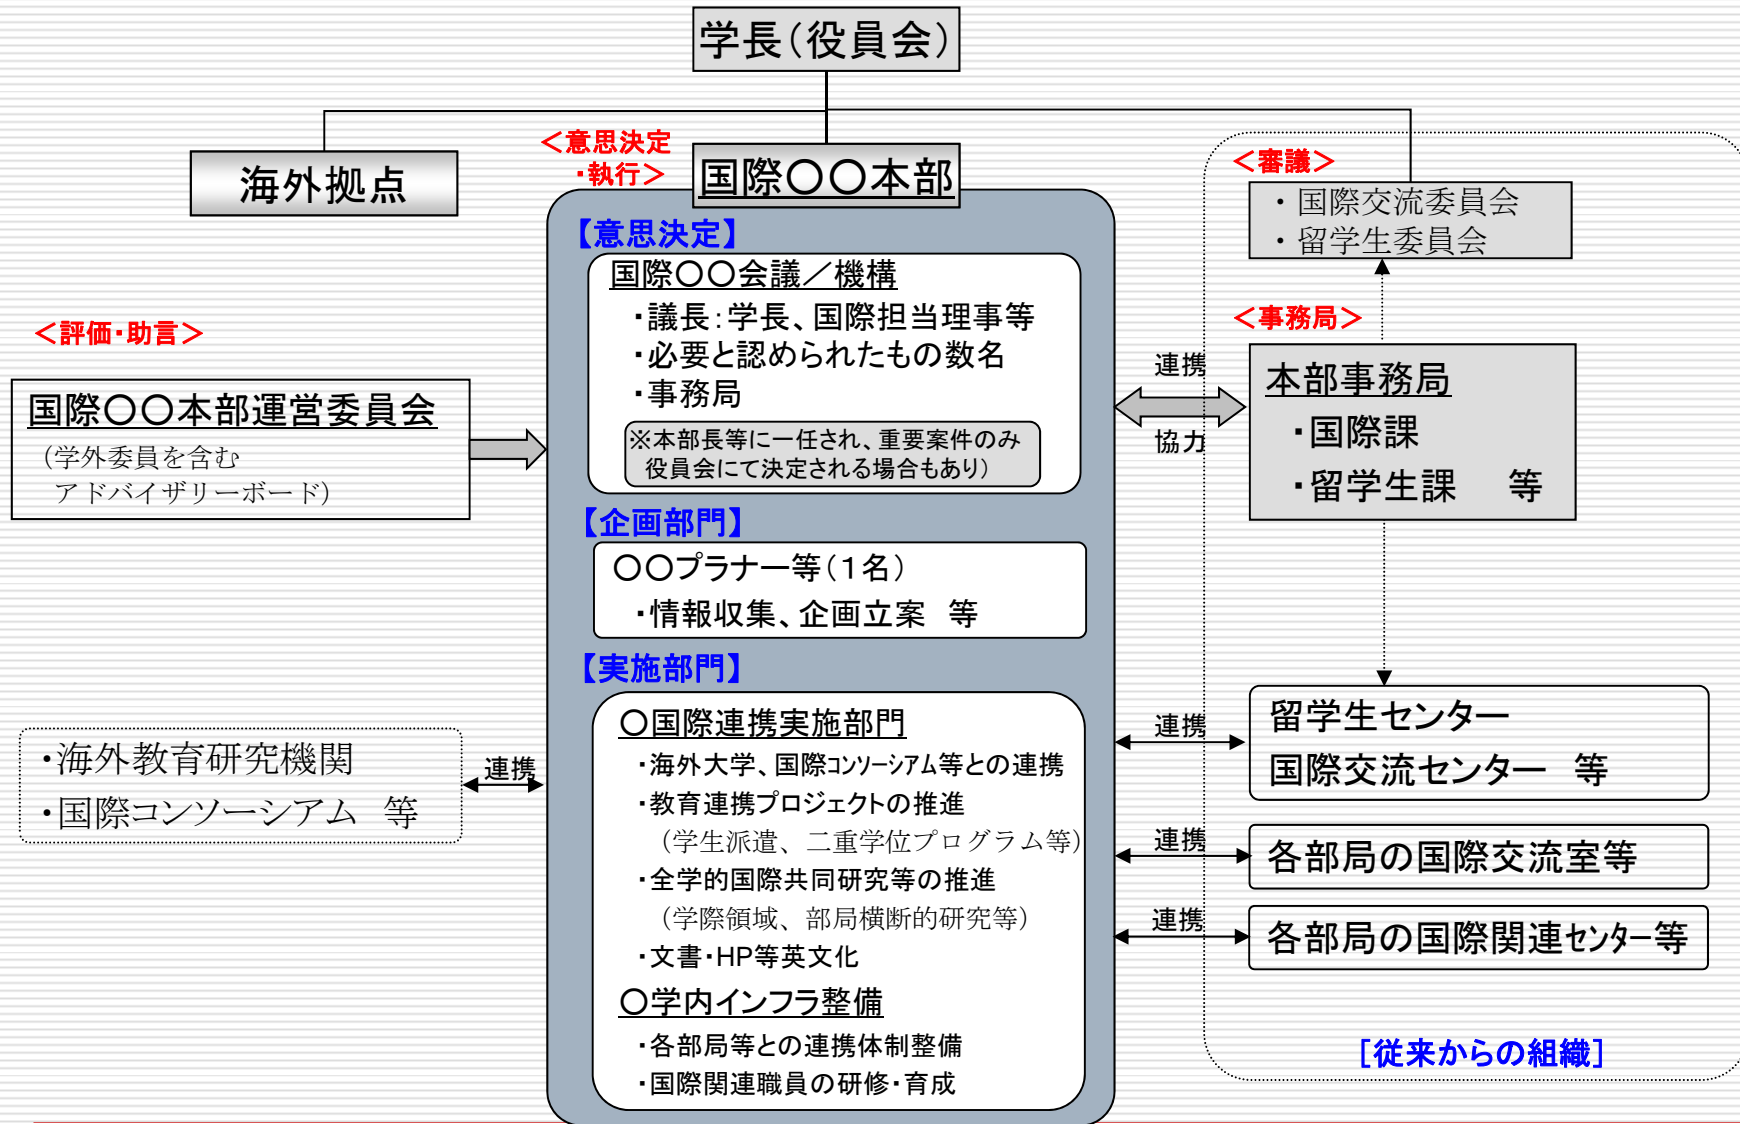 学長（役員会）
海外拠点
＜意思決定
・執行＞
国際〇〇本部
＜審議＞
・国際交流委員会
・留学生委員会
【意思決定】
国際〇〇会議／機構
・議長：学長、国際担当理事等
・必要と認められたもの数名
・事務局
※本部長等に一任され、重要案件のみ
役員会にて決定される場合もあり）
＜評価・助言＞
国際〇〇本部運営委員会
（学外委員を含む
アドバイザリーボード）
連携
協力
＜事務局＞
本部事務局
・国際課
・留学生課　等
【企画部門】
〇〇プラナー等（１名）
・情報収集、企画立案　等
【実施部門】
〇国際連携実施部門
・海外大学、国際ｺﾝｿｰｼｱﾑ等との連携
・教育連携プロジェクトの推進
（学生派遣、二重学位プログラム等）
・全学的国際共同研究等の推進
（学際領域、部局横断的研究等）
・文書・HP等英文化
〇学内インフラ整備
・各部局等との連携体制整備
・国際関連職員の研修・育成
・海外教育研究機関
・国際コンソーシアム　等
連携
連携
留学生センター
国際交流センター　等
連携
各部局の国際交流室等
連携
各部局の国際関連ｾﾝﾀｰ等
［従来からの組織］